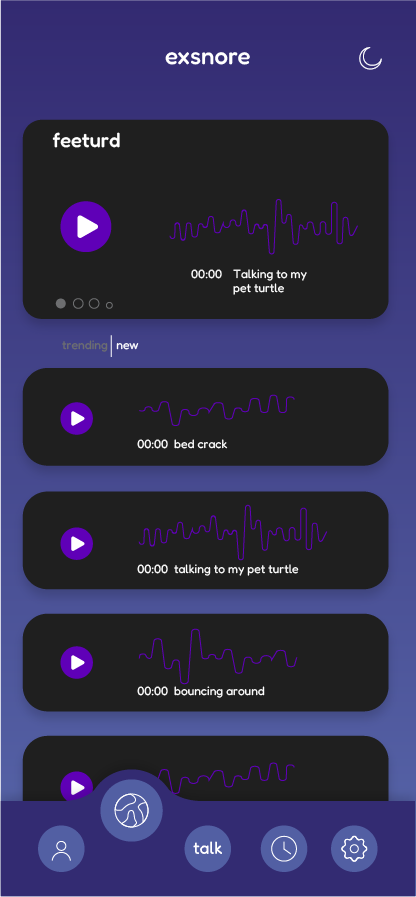 exsnore
feeturd
00:00 Talking to my
pet turtle
trending new
00:00 bed crack
00:00 talking to my pet turtle
00:00 bouncing around
talk